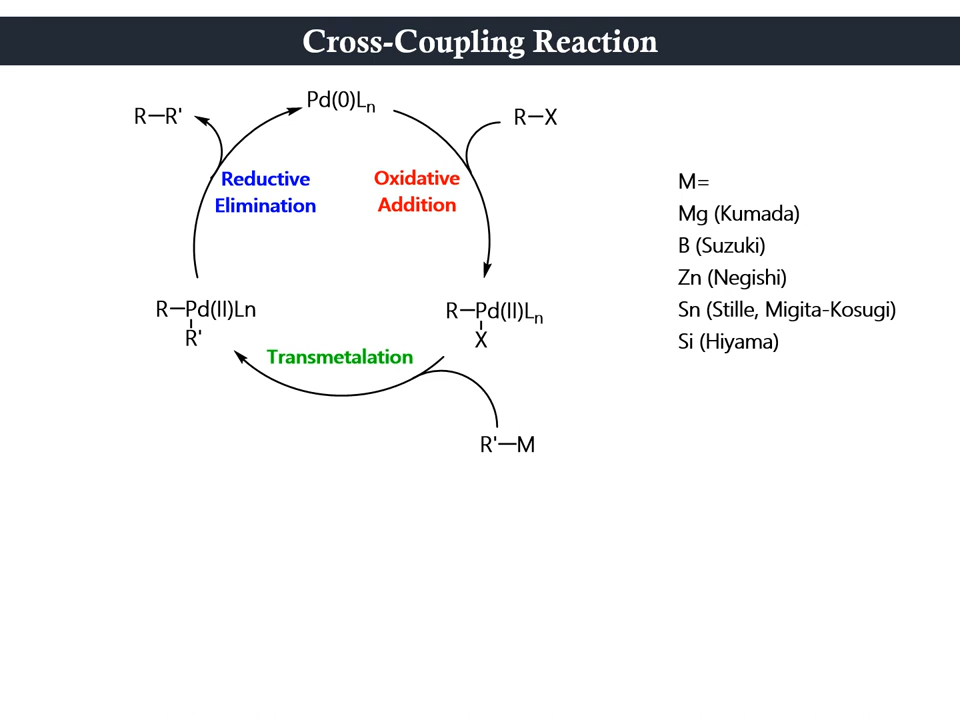 Cross-Coupling Reaction
R–R'
Pd(0)Ln
R–X
Reductive
Elimination
Oxidative
Addition
R–Pd(II)Ln
R'
R–Pd(II)Ln
X
Transmetalation
R'–M
M=
Mg (Kumada)
B (Suzuki)
Zn (Negishi)
Sn (Stille, Migita-Kosugi)
Si (Hiyama)